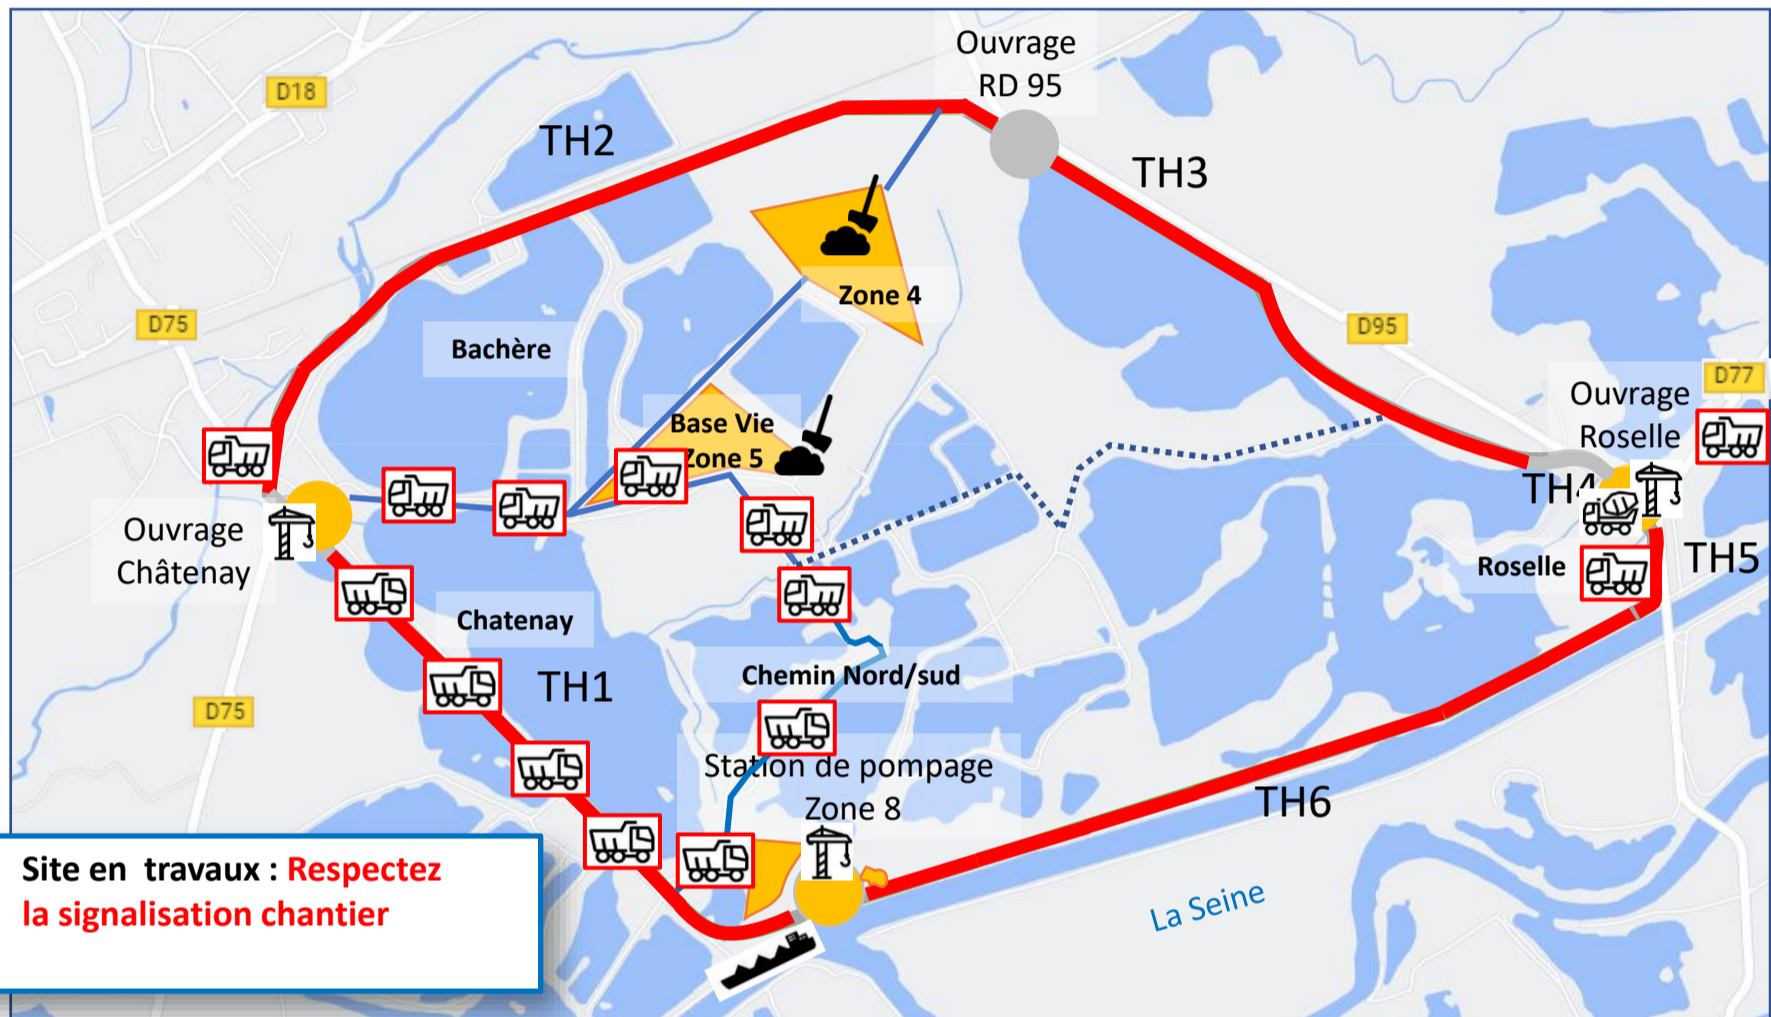 Ouvrage
RD 95
D18
TH2
TH3
Zone 4
D75
D95
Bachère
D77
Ouvrage
Roselle
Base Vie
Zone 5
TH4
Ouvrage
Châtenay
TH5
Roselle
Chatenay
Chemin Nord/sud
TH1
D75
Station de pompage
Zone 8
TH6
Site en travaux : Respectez
la signalisation chantier
La Seine